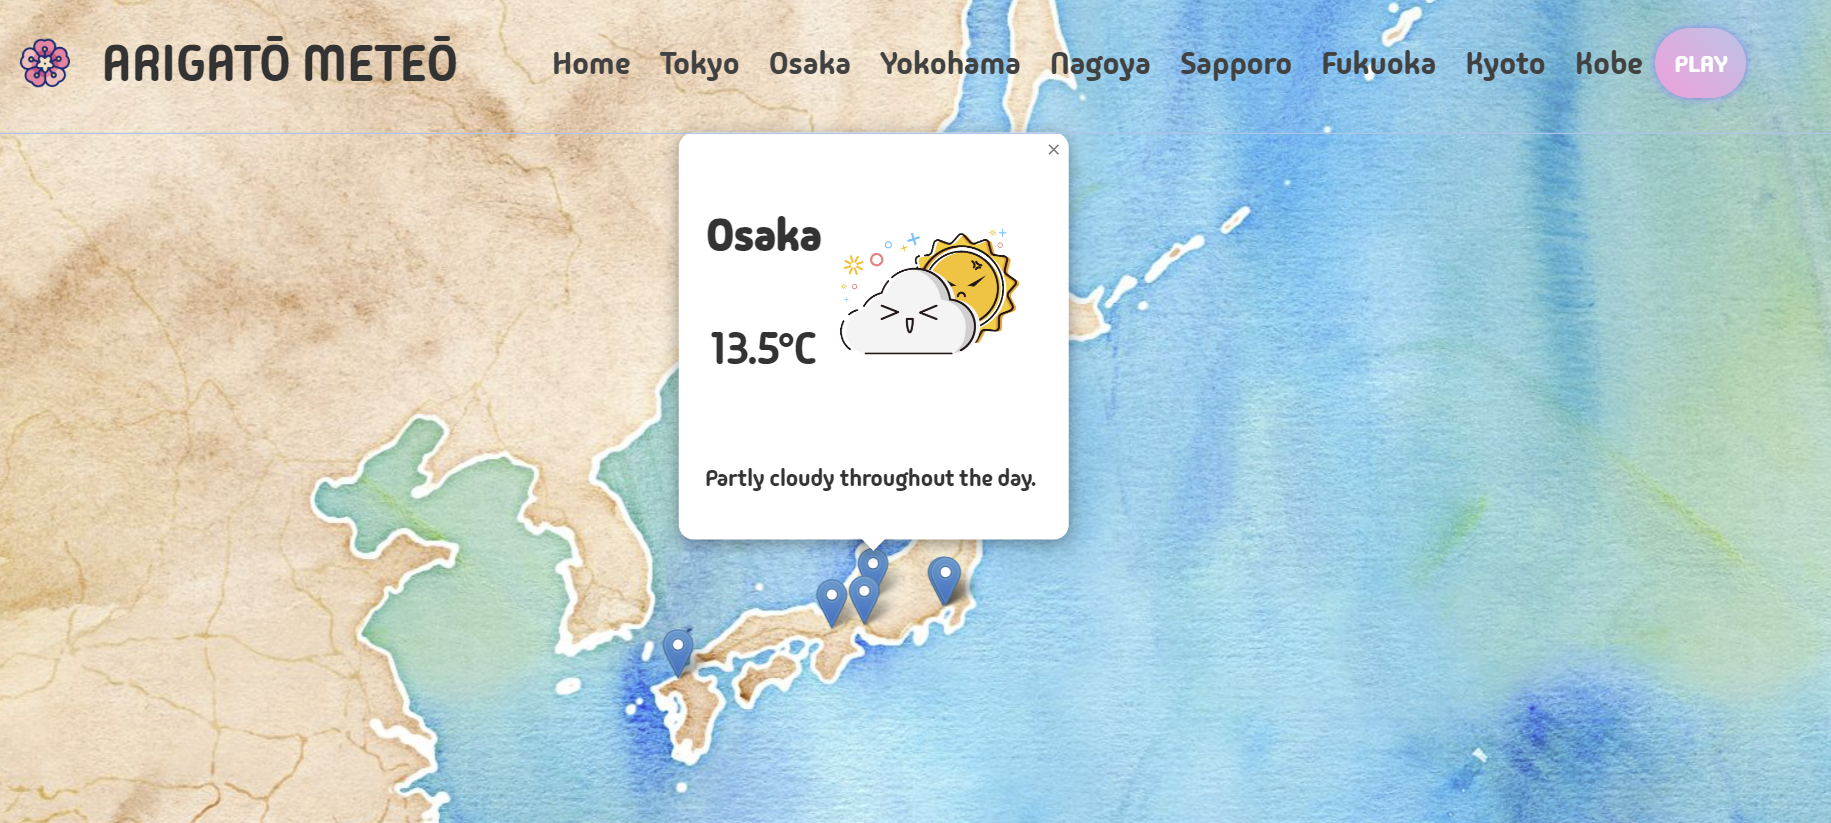 ARIGATŌ METEŌ
Home Tokyo Osaka Yokohama Nagoya Sapporo Fukuoka Kyoto Kobe PLAY
×
Osaka
13.5°C
Partly cloudy throughout the day.